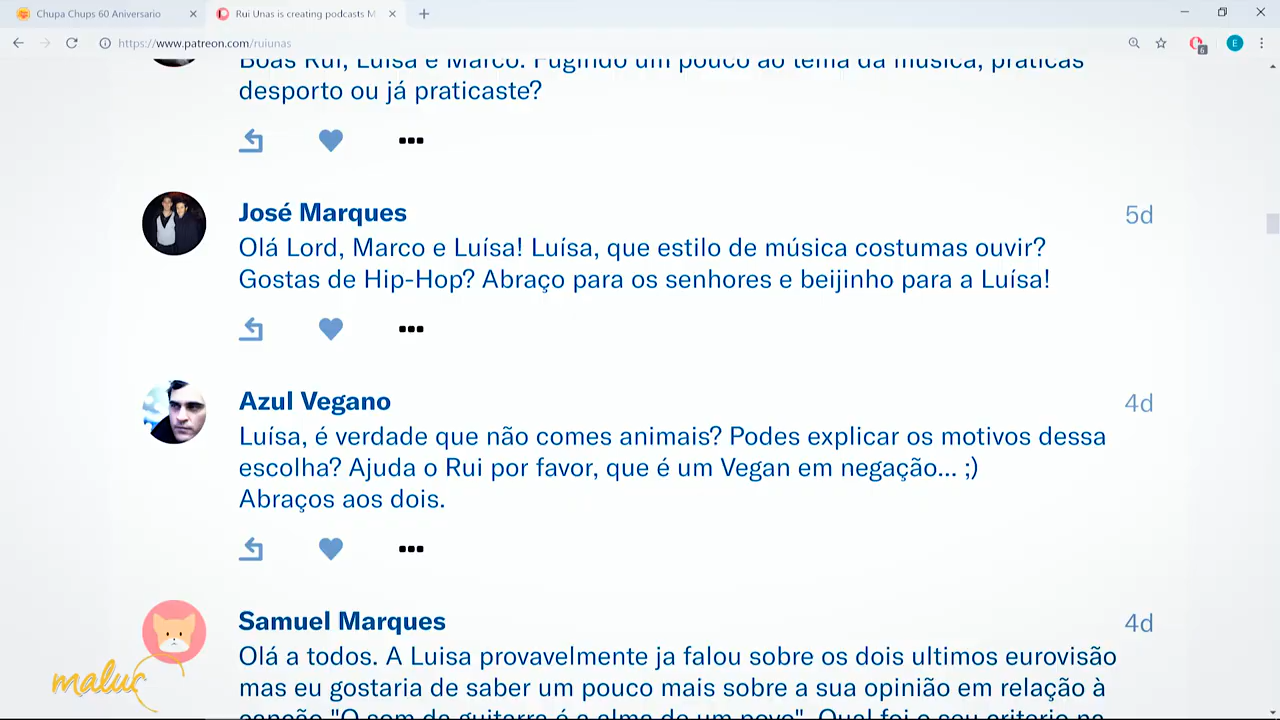 Chupa Chups 60 Aniversario
Rui Unas is creating podcasts M
https://www.patreon.com/ruiunas
Boas Rui, Luísa e Marco. Fugindo um pouco ao tema da música, praticas
desporto ou já praticaste?
José Marques
5d
Olá Lord, Marco e Luísa! Luísa, que estilo de música costumas ouvir?
Gostas de Hip-Hop? Abraço para os senhores e beijinho para a Luísa!
Azul Vegano
4d
Luísa, é verdade que não comes animais? Podes explicar os motivos dessa
escolha? Ajuda o Rui por favor, que é um Vegan em negação... ;)
Abraços aos dois.
Samuel Marques
4d
Olá a todos. A Luisa provavelmente ja falou sobre os dois ultimos eurovisão
mas eu gostaria de saber um pouco mais sobre a sua opinião em relação à
canção "O som da guitarra é a alma de um povo". Qual foi o seu criterio na
maluc
E
6